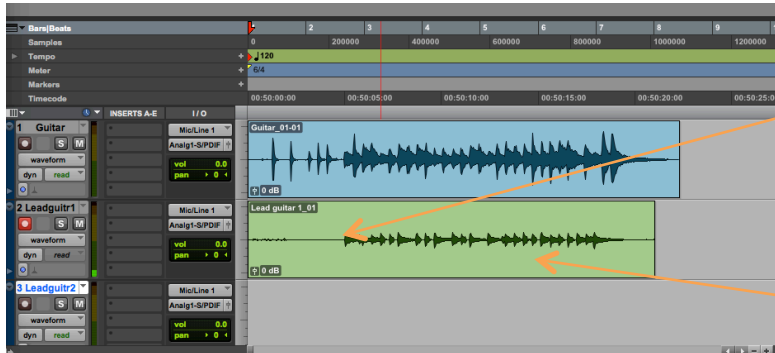 Bars|Beats 2 3 4 5 6 7 8 9
Samples 0 200000 400000 600000 800000 1000000 1200000
Tempo + 120
Meter + 6/4
Markers +
Timecode 00:50:00:00 00:50:05:00 00:50:10:00 00:50:15:00 00:50:20:00 00:50:25:0
INSERTS A-E I / O
1 Guitar Mic/Line 1 Guitar_01-01
S M Analg1-S/PDIF
waveform vol 0.0
dyn read pan 0
0 dB
2 Leadguitr1 Mic/Line 1 Lead guitar 1_01
S M Analg1-S/PDIF
waveform vol 0.0
dyn read pan 0
0 dB
3 Leadguitr2 Mic/Line 1
S M Analg1-S/PDIF
waveform vol 0.0
dyn read pan 0